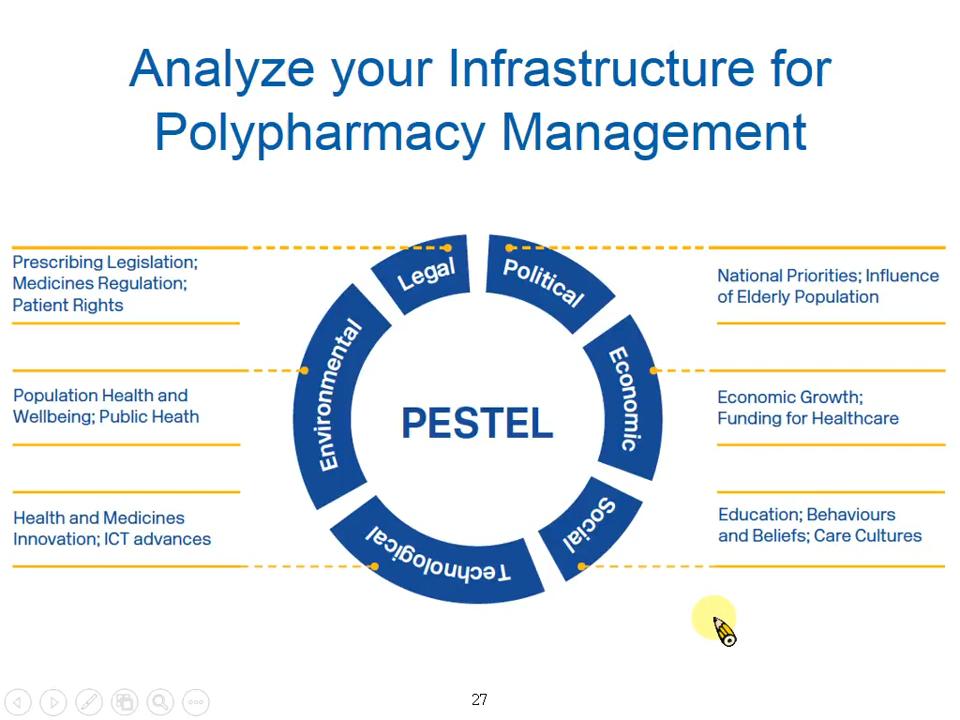 Analyze your Infrastructure for
Polypharmacy Management
Prescribing Legislation;
Medicines Regulation;
Patient Rights
Population Health and
Wellbeing; Public Heath
Health and Medicines
Innovation; ICT advances
Legal
Political
Environmental
Economic
PESTEL
Technological
Social
National Priorities; Influence
of Elderly Population
Economic Growth;
Funding for Healthcare
Education; Behaviours
and Beliefs; Care Cultures
27